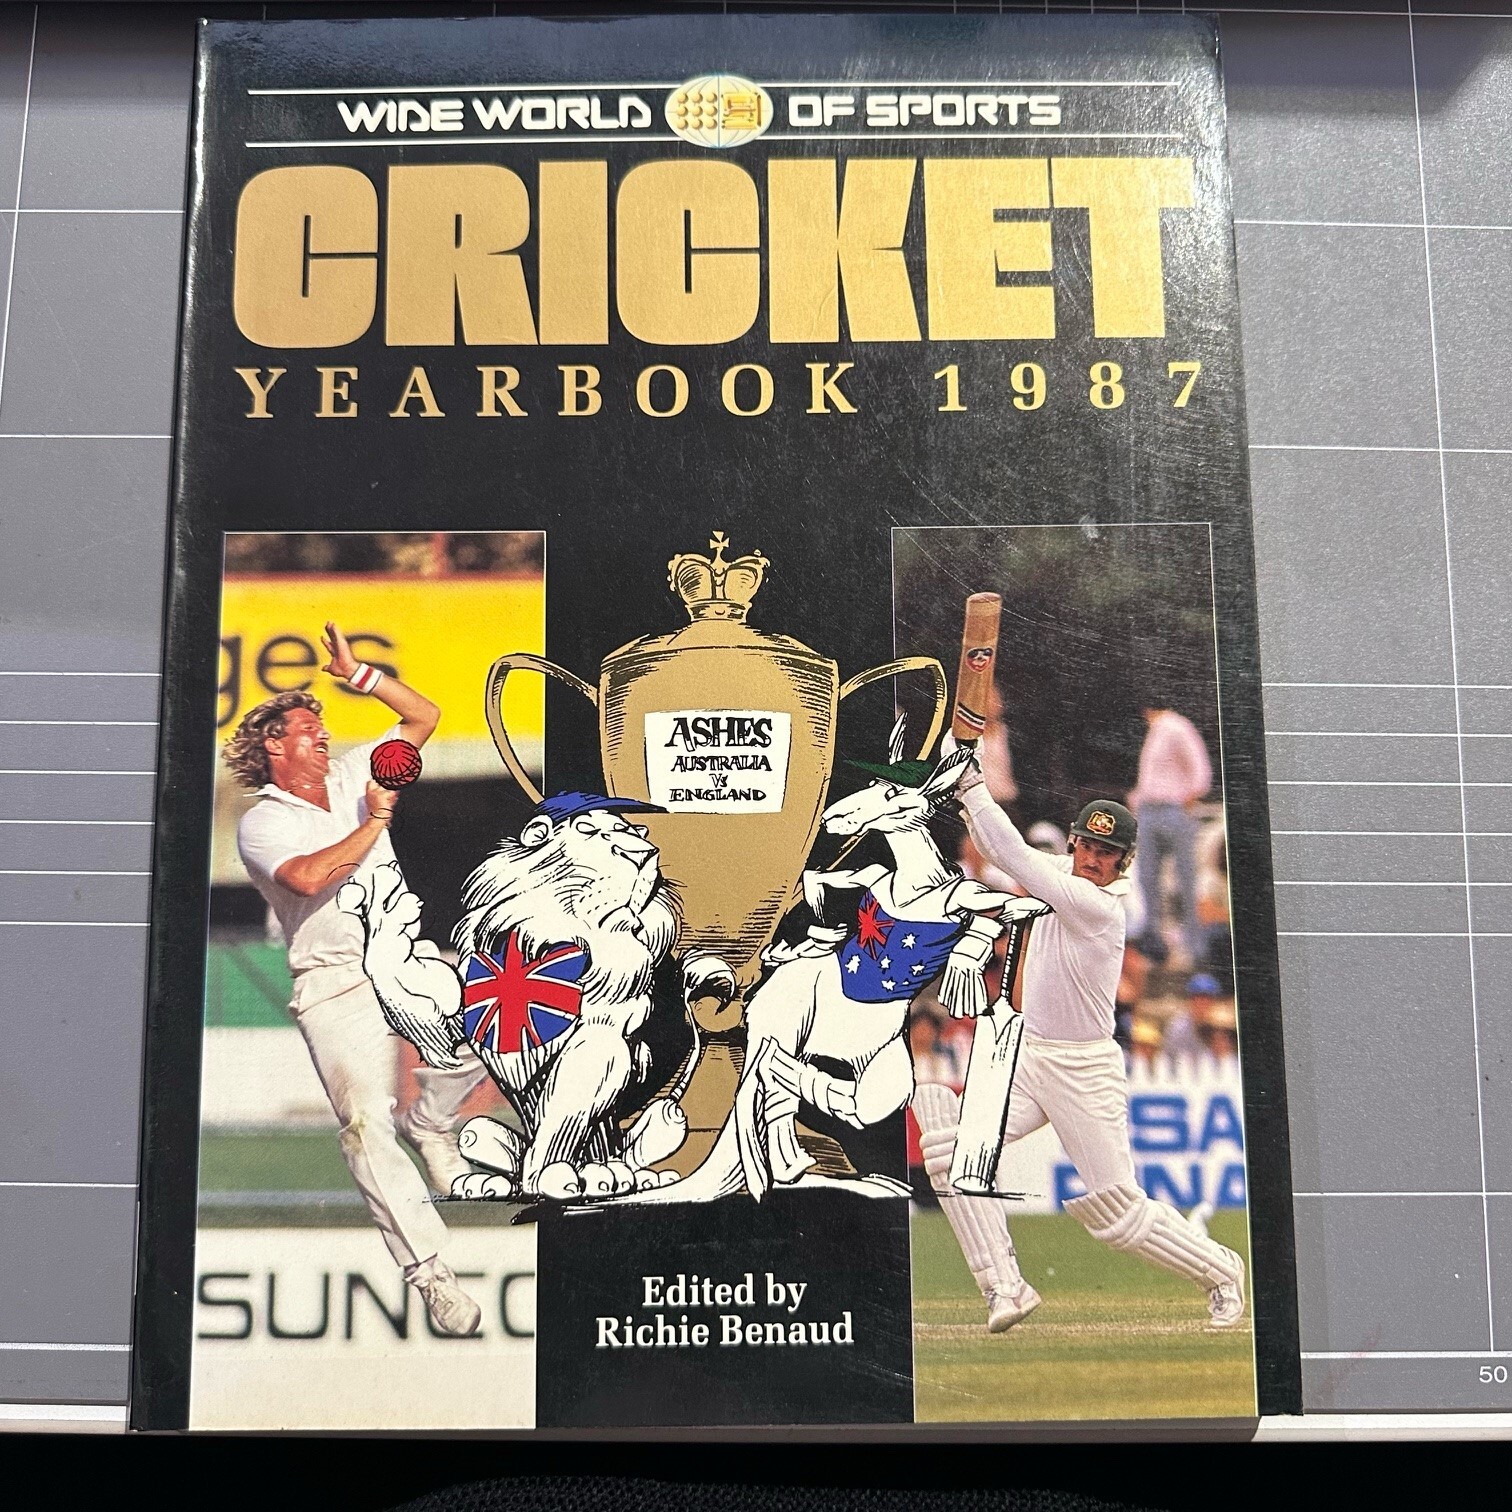 WIDE WORLD OF SPORTS
CRICKET
YEARBOOK 1987
ges
ASHES
AUSTRALIA
VS
ENGLAND
SA
ENA
SUNCO
Edited by
Richie Benaud
50